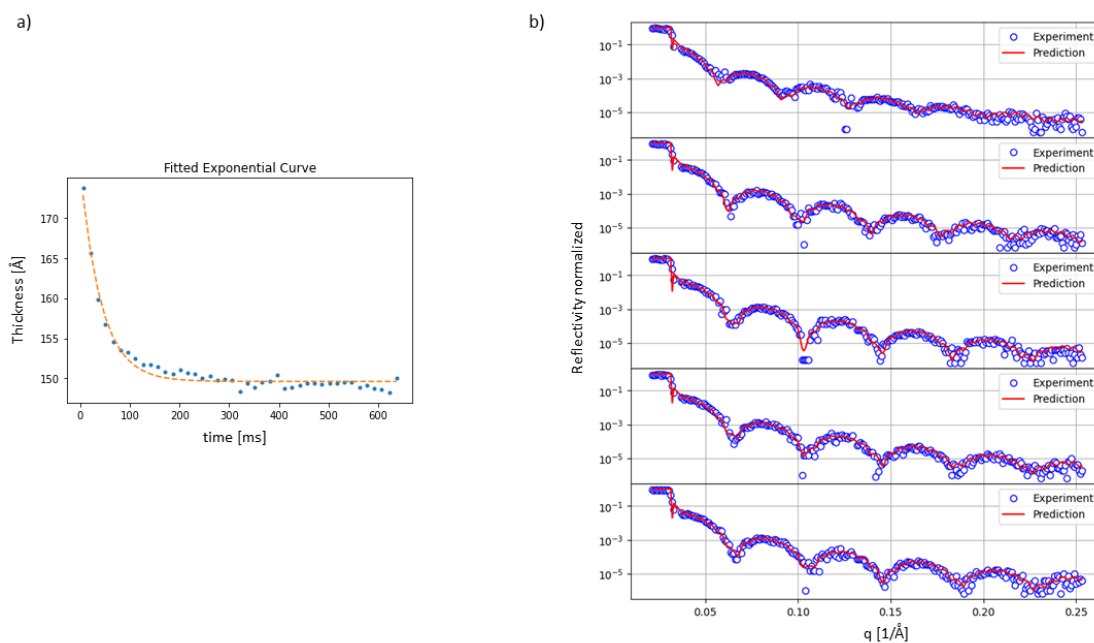 a)
Fitted Exponential Curve
Thickness [Å]
170
165
160
155
150
0
100
200
300
400
500
600
time [ms]
b)
Reflectivity normalized
10⁻¹
10⁻³
10⁻⁵
Experiment
Prediction
10⁻¹
10⁻³
10⁻⁵
Experiment
Prediction
10⁻¹
10⁻³
10⁻⁵
Experiment
Prediction
10⁻¹
10⁻³
10⁻⁵
Experiment
Prediction
10⁻¹
10⁻³
10⁻⁵
Experiment
Prediction
0.05
0.10
0.15
0.20
0.25
q [1/Å]